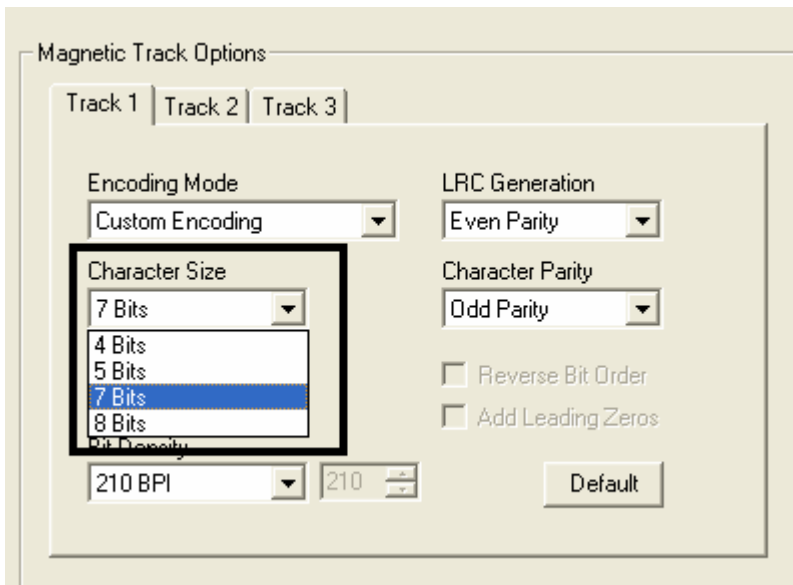 Magnetic Track Options
Track 1 Track 2 Track 3
Encoding Mode LRC Generation
Custom Encoding Even Parity
Character Size Character Parity
7 Bits Odd Parity
4 Bits
5 Bits
7 Bits Reverse Bit Order
8 Bits Add Leading Zeros
Bit Density
210 BPI 210 Default